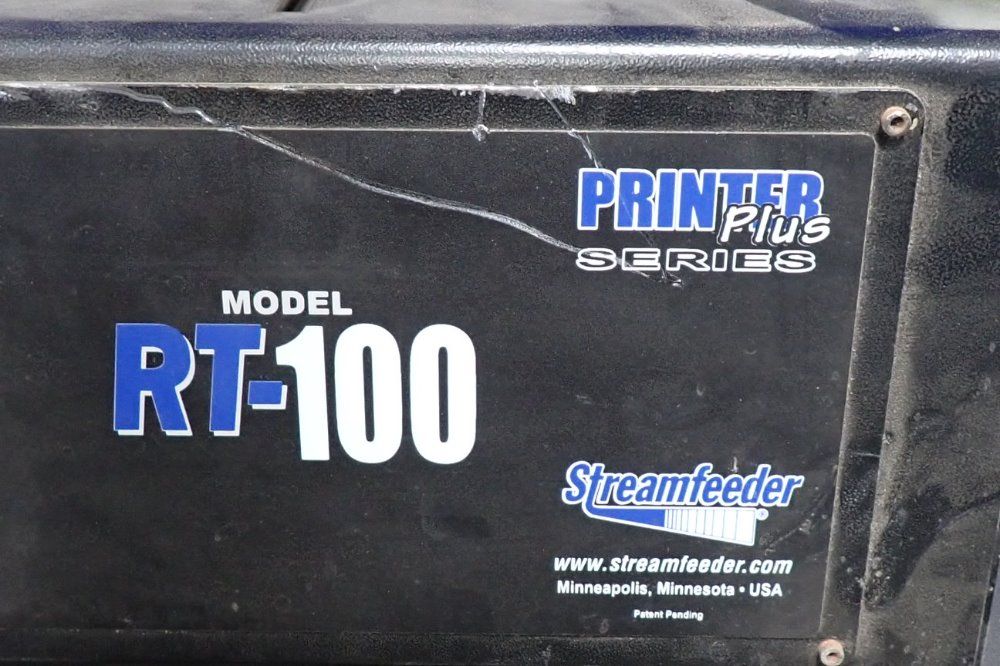 PRINTER
Plus
SERIES
MODEL
RT-100
Streamfeeder®
www.streamfeeder.com
Minneapolis, Minnesota • USA
Patent Pending